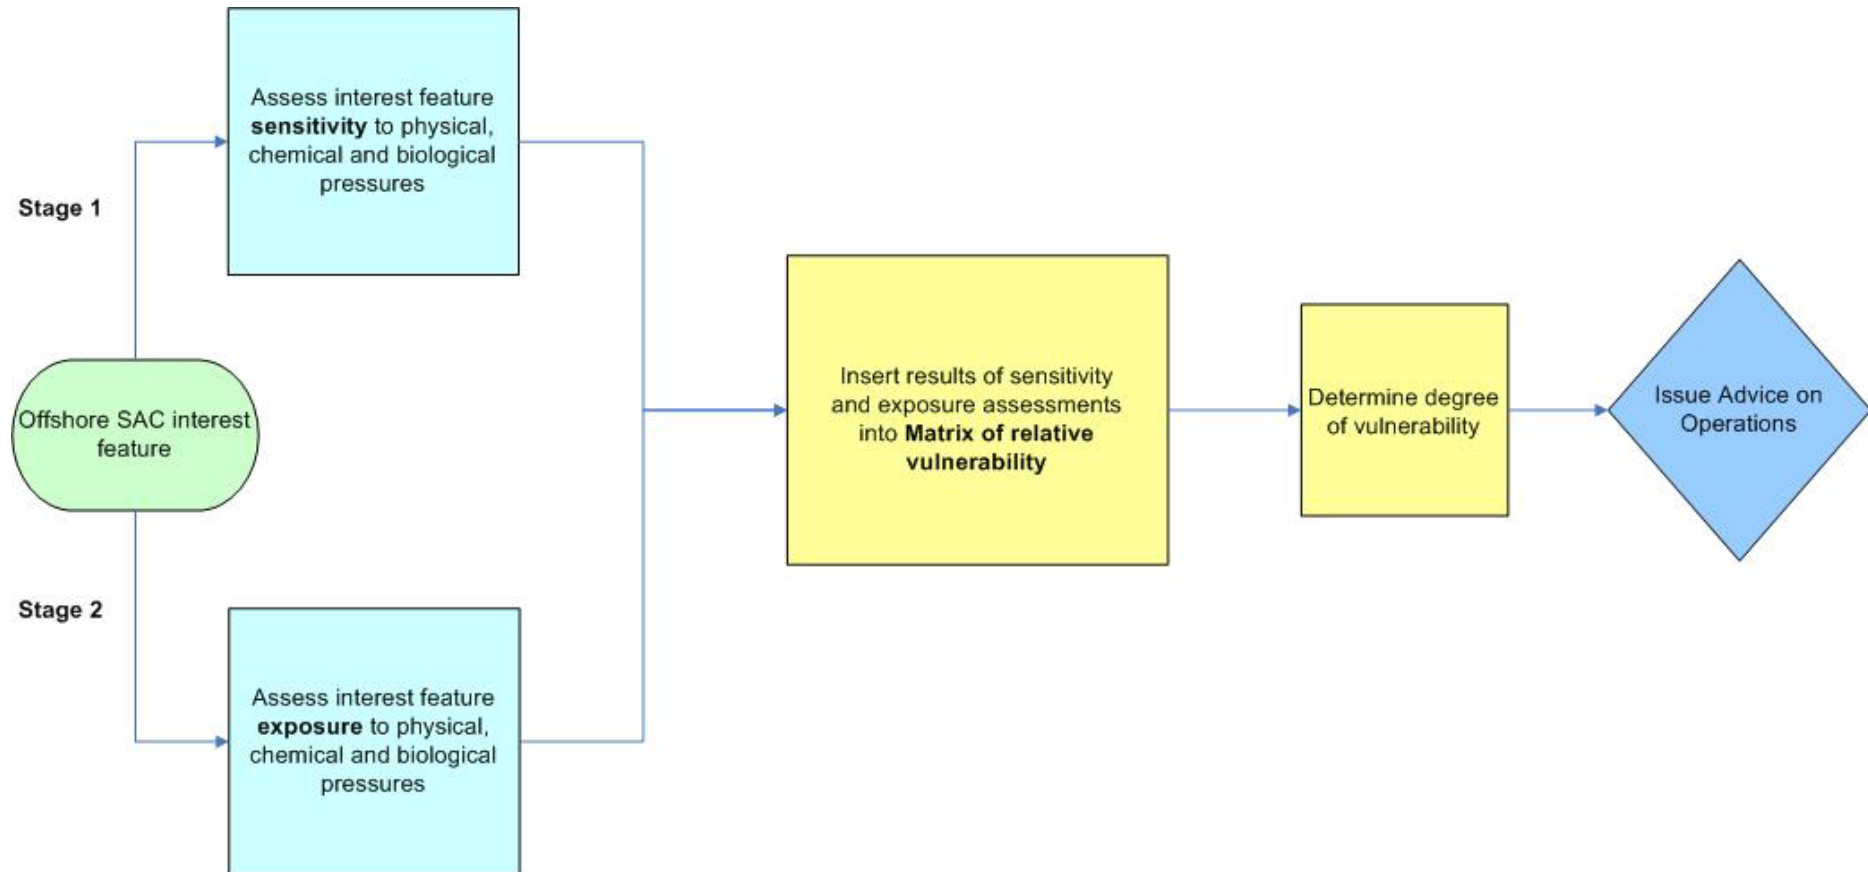 Assess interest feature
sensitivity to physical,
chemical and biological
pressures
Stage 1
Offshore SAC interest
feature
Stage 2
Assess interest feature
exposure to physical,
chemical and biological
pressures
Insert results of sensitivity
and exposure assessments
into Matrix of relative
vulnerability
Determine degree
of vulnerability
Issue Advice on
Operations